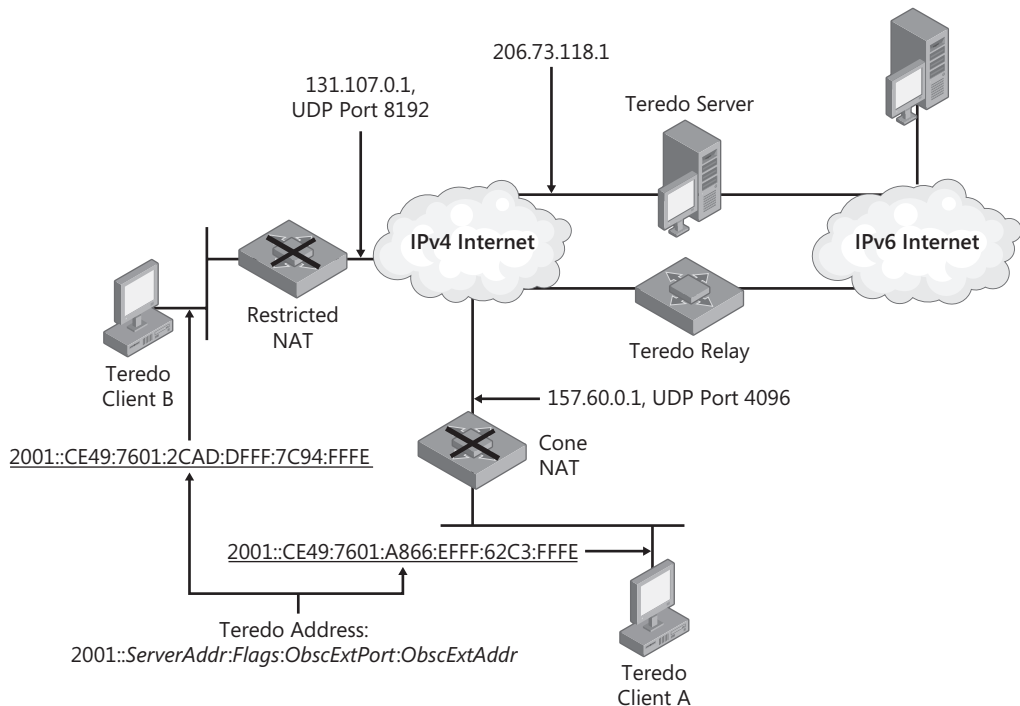 206.73.118.1
131.107.0.1,
UDP Port 8192
Teredo Server
IPv4 Internet
IPv6 Internet
Restricted
NAT
Teredo Relay
Teredo
Client B
157.60.0.1, UDP Port 4096
Cone
NAT
2001::CE49:7601:2CAD:DFFF:7C94:FFFE
2001::CE49:7601:A866:EFFF:62C3:FFFE
Teredo Address:
2001::ServerAddr:Flags:ObscExtPort:ObscExtAddr
Teredo
Client A